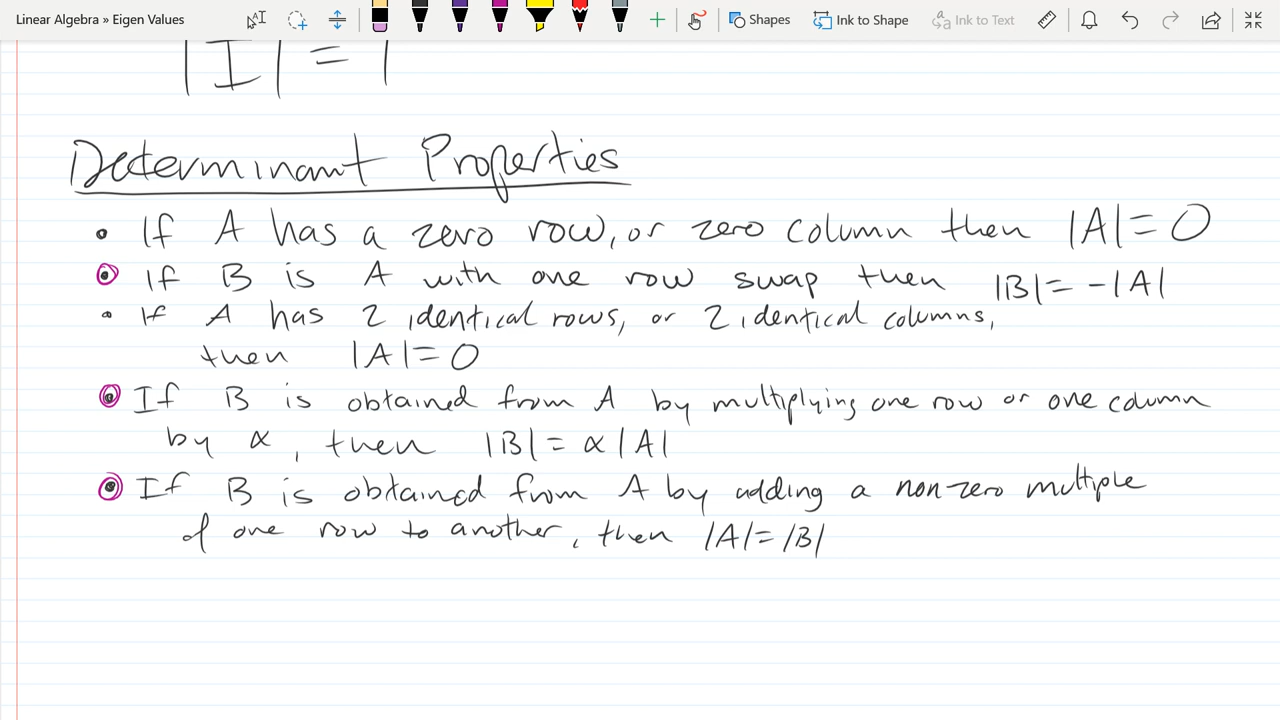 Linear Algebra » Eigen Values
Shapes
Ink to Shape
Ink to Text
|I| = 1
Determinant Properties
• If A has a zero row, or zero column then |A| = 0
• If B is A with one row swap then |B| = -|A|
• If A has 2 identical rows, or 2 identical columns,
then |A| = 0
• If B is obtained from A by multiplying one row or one column
by α, then |B| = α|A|
• If B is obtained from A by adding a nonzero multiple
of one row to another, then |A| = |B|